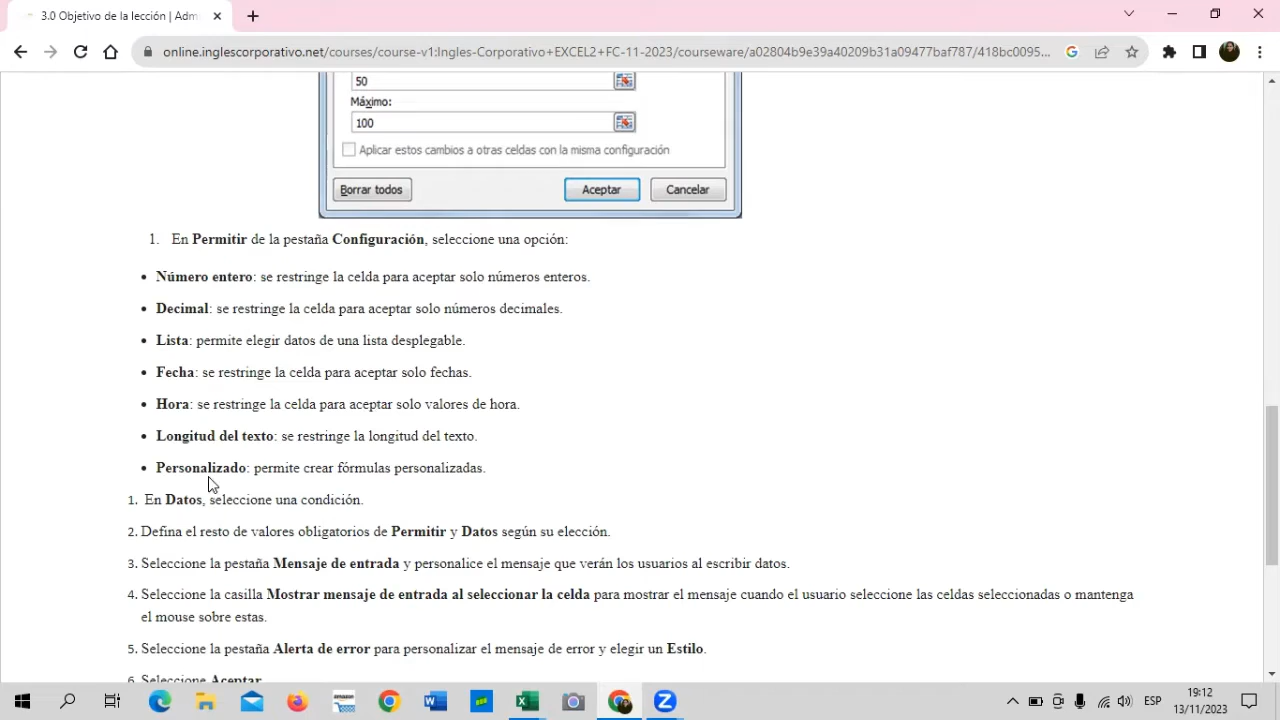 3.0 Objetivo de la lección | Adm
online.inglescorporativo.net/courses/course-v1:Ingles-Corporativo+EXCEL2+FC-11-2023/courseware/a02804b9e39a40209b31a09477baf787/418bc0095...
50
Máximo:
100
Aplicar estos cambios a otras celdas con la misma configuración
Borrar todos Aceptar Cancelar
1. En Permitir de la pestaña Configuración, seleccione una opción:
• Número entero: se restringe la celda para aceptar solo números enteros.
• Decimal: se restringe la celda para aceptar solo números decimales.
• Lista: permite elegir datos de una lista desplegable.
• Fecha: se restringe la celda para aceptar solo fechas.
• Hora: se restringe la celda para aceptar solo valores de hora.
• Longitud del texto: se restringe la longitud del texto.
• Personalizado: permite crear fórmulas personalizadas.
1. En Datos, seleccione una condición.
2. Defina el resto de valores obligatorios de Permitir y Datos según su elección.
3. Seleccione la pestaña Mensaje de entrada y personalice el mensaje que verán los usuarios al escribir datos.
4. Seleccione la casilla Mostrar mensaje de entrada al seleccionar la celda para mostrar el mensaje cuando el usuario seleccione las celdas seleccionadas o mantenga
el mouse sobre estas.
5. Seleccione la pestaña Alerta de error para personalizar el mensaje de error y elegir un Estilo.
6. Seleccione Aceptar
amazon
ESP
19:12
13/11/2023